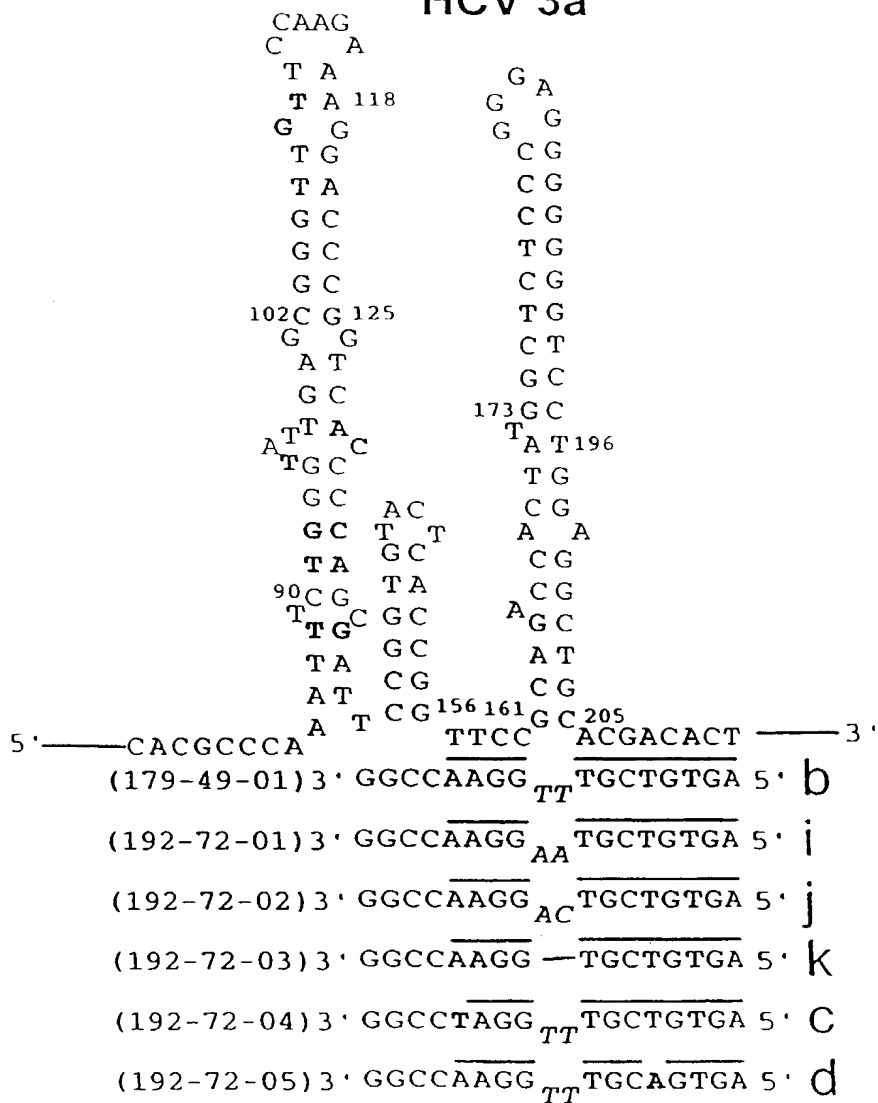 HCV 3a
CAAG
C A
T A
T A 118
G G
T G
T A
G C
G C
G C
102 C G 125
G G
A T
G C
A T T T A C
T G C
G C
G C
T A
90 C G
T T G C
T A
A T
A T
A C
T T
G C
T A
G C
G C
C G
C G 156
G A
G G
G G
C G
C G
C G
T G
C G
T G
C T
G C
173 G C
T A T 196
T G
C G
A A
C G
C G
A G C
A T
C G
161 G C 205
5' CACGCCCA A T TTCC ACGACACT 3'
(179-49-01) 3' GGCCAAGG TT TGCTGTGA 5' b
(192-72-01) 3' GGCCAAGG AA TGCTGTGA 5' i
(192-72-02) 3' GGCCAAGG AC TGCTGTGA 5' j
(192-72-03) 3' GGCCAAGG — TGCTGTGA 5' k
(192-72-04) 3' GGCCTAGG TT TGCTGTGA 5' c
(192-72-05) 3' GGCCAAGG TT TGCAGTGA 5' d